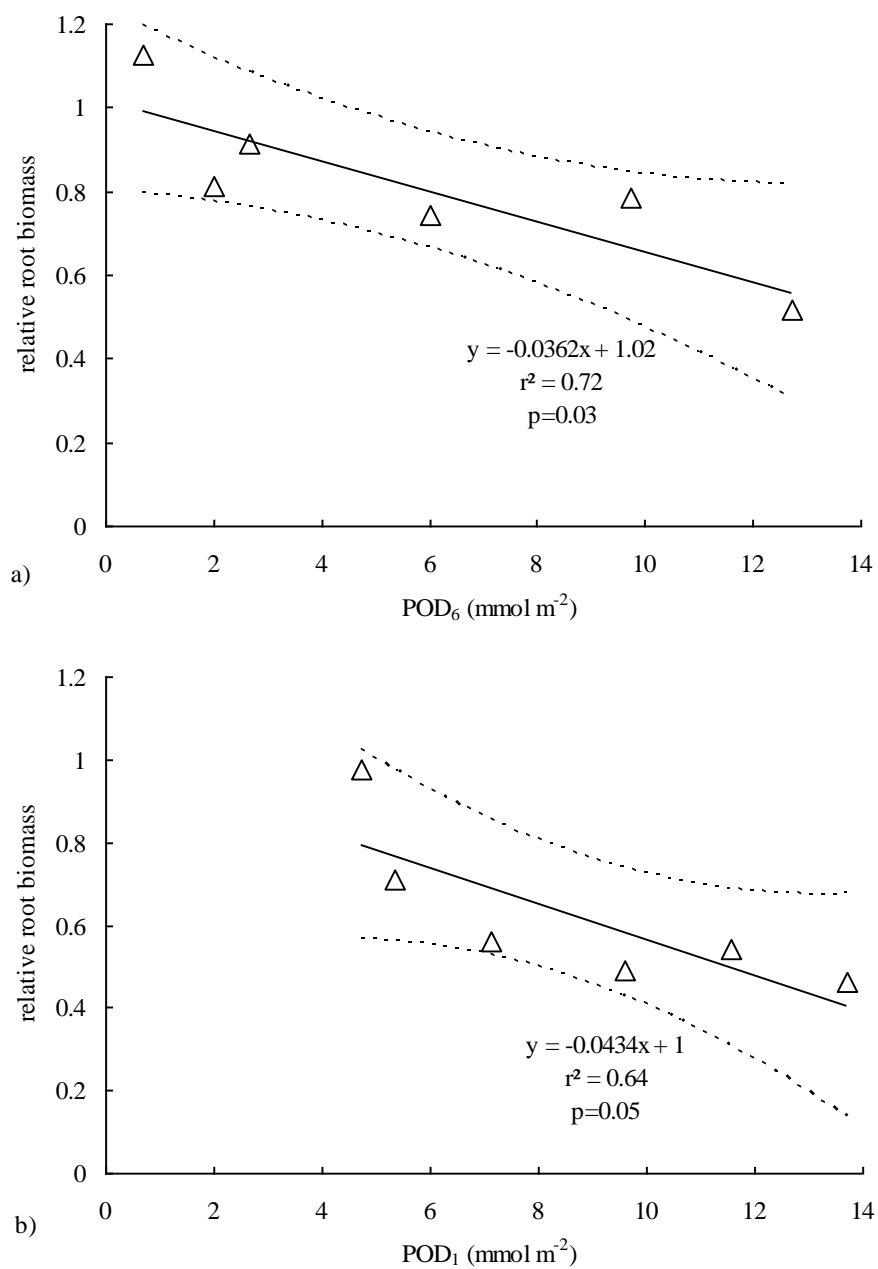 1.2
1
0.8
0.6
0.4
0.2
0
relative root biomass
y = -0.0362x + 1.02
r² = 0.72
p=0.03
0 2 4 6 8 10 12 14
a)
POD₆ (mmol m⁻²)
1.2
1
0.8
0.6
0.4
0.2
0
relative root biomass
y = -0.0434x + 1
r² = 0.64
p=0.05
0 2 4 6 8 10 12 14
b)
POD₁ (mmol m⁻²)